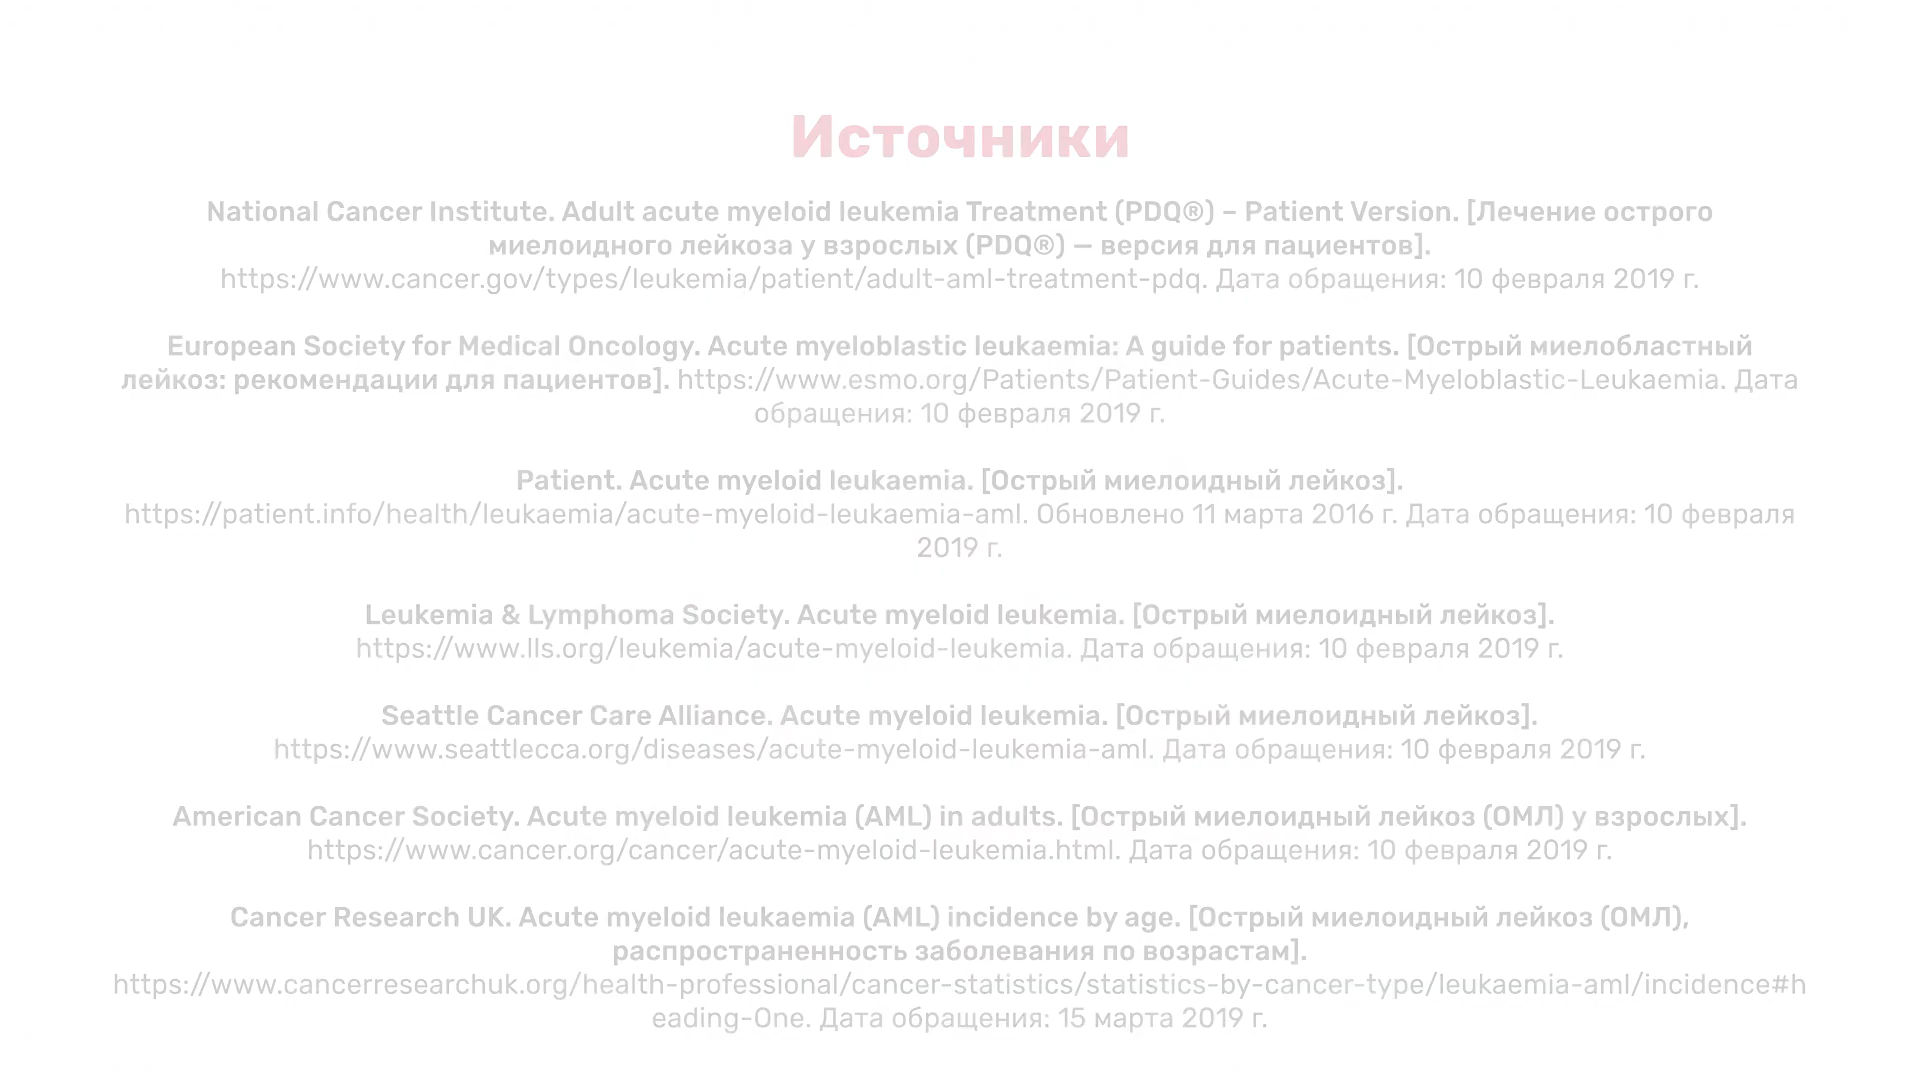 Источники
National Cancer Institute. Adult acute myeloid leukemia Treatment (PDQ®) – Patient Version. [Лечение острого
миелоидного лейкоза у взрослых (PDQ®) — версия для пациентов].
https://www.cancer.gov/types/leukemia/patient/adult-aml-treatment-pdq. Дата обращения: 10 февраля 2019 г.
European Society for Medical Oncology. Acute myeloblastic leukaemia: A guide for patients. [Острый миелобластный
лейкоз: рекомендации для пациентов]. https://www.esmo.org/Patients/Patient-Guides/Acute-Myeloblastic-Leukaemia. Дата
обращения: 10 февраля 2019 г.
Patient. Acute myeloid leukaemia. [Острый миелоидный лейкоз].
https://patient.info/health/leukaemia/acute-myeloid-leukaemia-aml. Обновлено 11 марта 2016 г. Дата обращения: 10 февраля
2019 г.
Leukemia & Lymphoma Society. Acute myeloid leukemia. [Острый миелоидный лейкоз].
https://www.lls.org/leukemia/acute-myeloid-leukemia. Дата обращения: 10 февраля 2019 г.
Seattle Cancer Care Alliance. Acute myeloid leukemia. [Острый миелоидный лейкоз].
https://www.seattlecca.org/diseases/acute-myeloid-leukemia-aml. Дата обращения: 10 февраля 2019 г.
American Cancer Society. Acute myeloid leukemia (AML) in adults. [Острый миелоидный лейкоз (ОМЛ) у взрослых].
https://www.cancer.org/cancer/acute-myeloid-leukemia.html. Дата обращения: 10 февраля 2019 г.
Cancer Research UK. Acute myeloid leukaemia (AML) incidence by age. [Острый миелоидный лейкоз (ОМЛ),
распространенность заболевания по возрастам].
https://www.cancerresearchuk.org/health-professional/cancer-statistics/statistics-by-cancer-type/leukaemia-aml/incidence#h
eading-One. Дата обращения: 15 марта 2019 г.